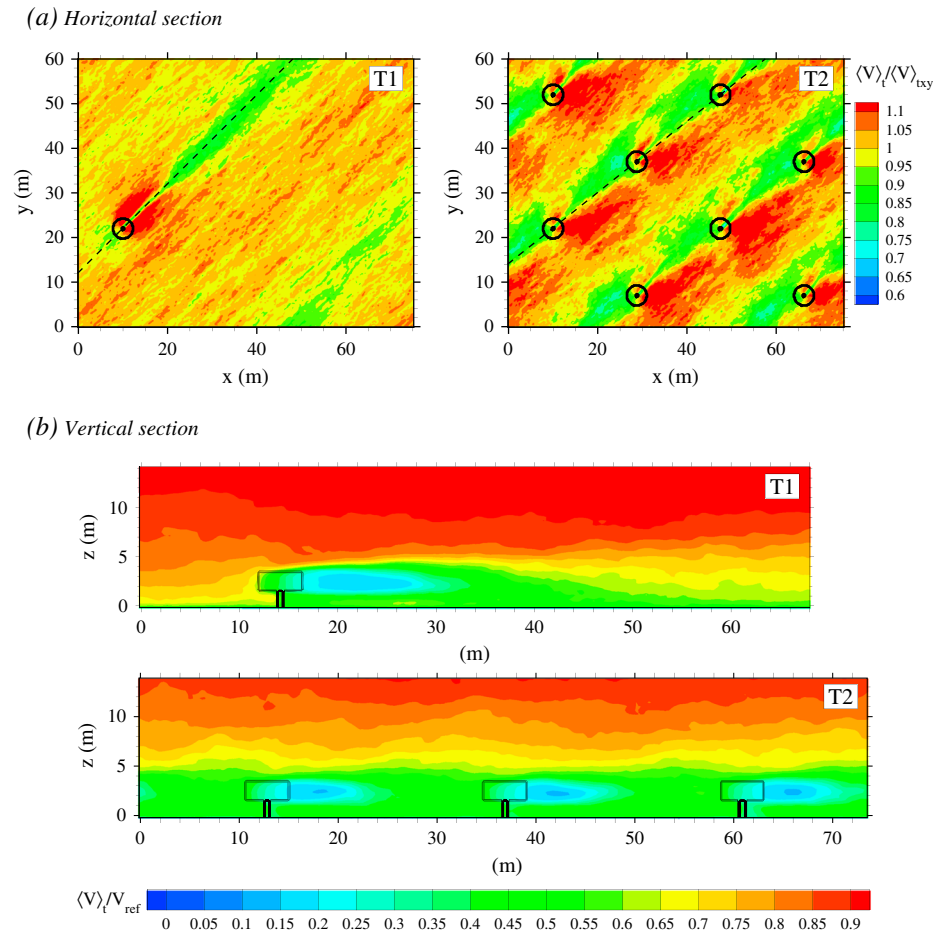 (a) Horizontal section
T1
T2
60
50
40
30
20
10
0
y (m)
0 20 40 60
x (m)
60
50
40
30
20
10
0
y (m)
0 20 40 60
x (m)
⟨V⟩t/⟨V⟩txy
1.1
1.05
1
0.95
0.9
0.85
0.8
0.75
0.7
0.65
0.6
(b) Vertical section
T1
10
5
0
z (m)
0 10 20 30 40 50 60
(m)
T2
10
5
0
z (m)
0 10 20 30 40 50 60 70
(m)
⟨V⟩t/Vref
0 0.05 0.1 0.15 0.2 0.25 0.3 0.35 0.4 0.45 0.5 0.55 0.6 0.65 0.7 0.75 0.8 0.85 0.9